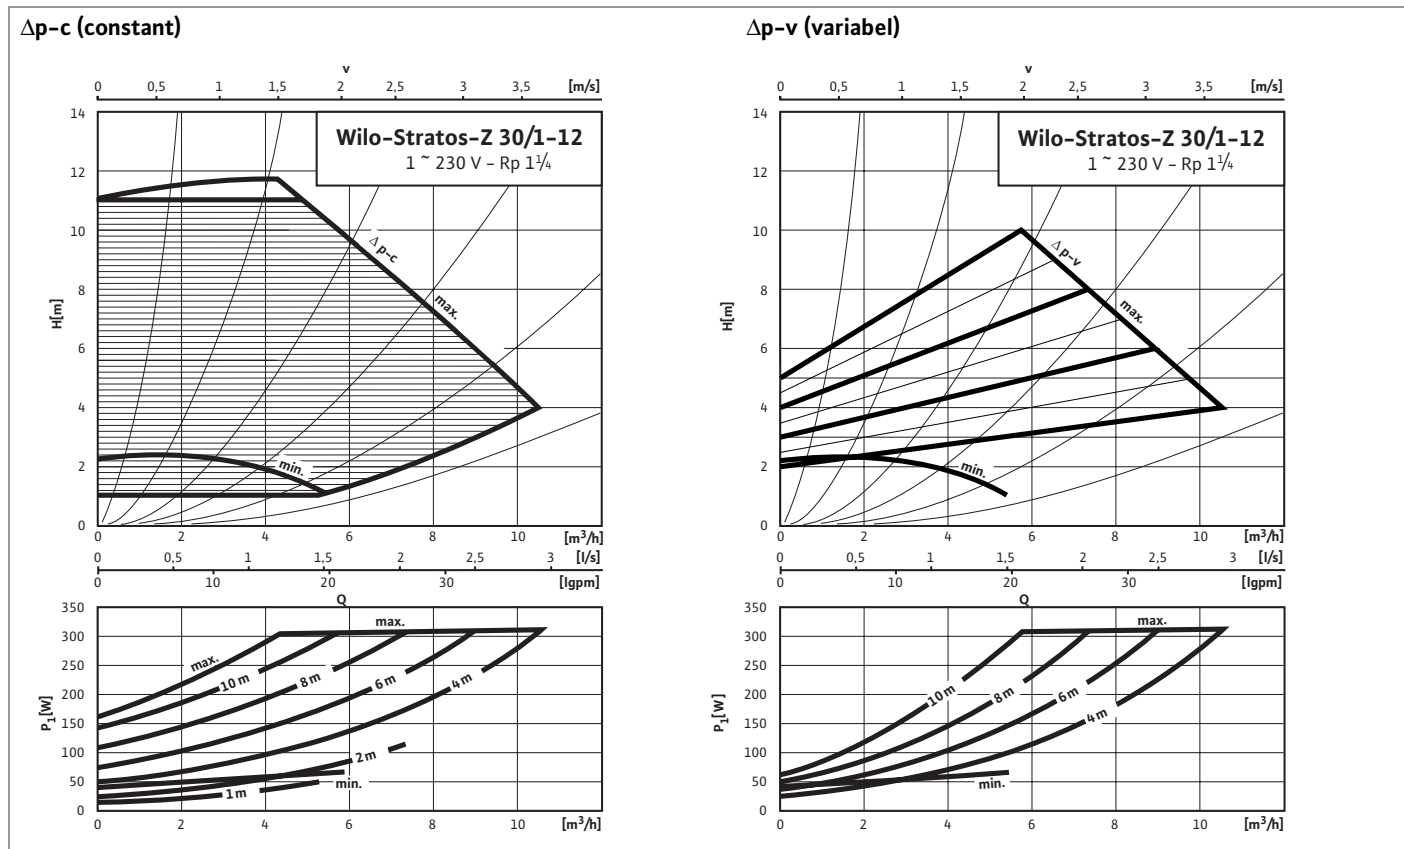 Δp-c (constant)
v
0 0,5 1 1,5 2 2,5 3 3,5 [m/s]
Wilo-Stratos-Z 30/1-12
1 ~ 230 V - Rp 1¼
H[m]
14
12
10
8
6
4
2
0
Δp-c
max.
min.
0 2 4 6 8 10 [m³/h]
0 0,5 1 1,5 2 2,5 3 [l/s]
0 10 20 30 [Igpm]
Q
P₁[W]
350
300
250
200
150
100
50
0
max.
max.
10 m
8 m
6 m
4 m
2 m
min.
1 m
0 2 4 6 8 10 [m³/h]
Δp-v (variabel)
v
0 0,5 1 1,5 2 2,5 3 3,5 [m/s]
Wilo-Stratos-Z 30/1-12
1 ~ 230 V - Rp 1¼
H[m]
14
12
10
8
6
4
2
0
Δp-v
max.
min.
0 2 4 6 8 10 [m³/h]
0 0,5 1 1,5 2 2,5 3 [l/s]
0 10 20 30 [Igpm]
Q
P₁[W]
350
300
250
200
150
100
50
0
max.
10 m
8 m
6 m
4 m
min.
0 2 4 6 8 10 [m³/h]